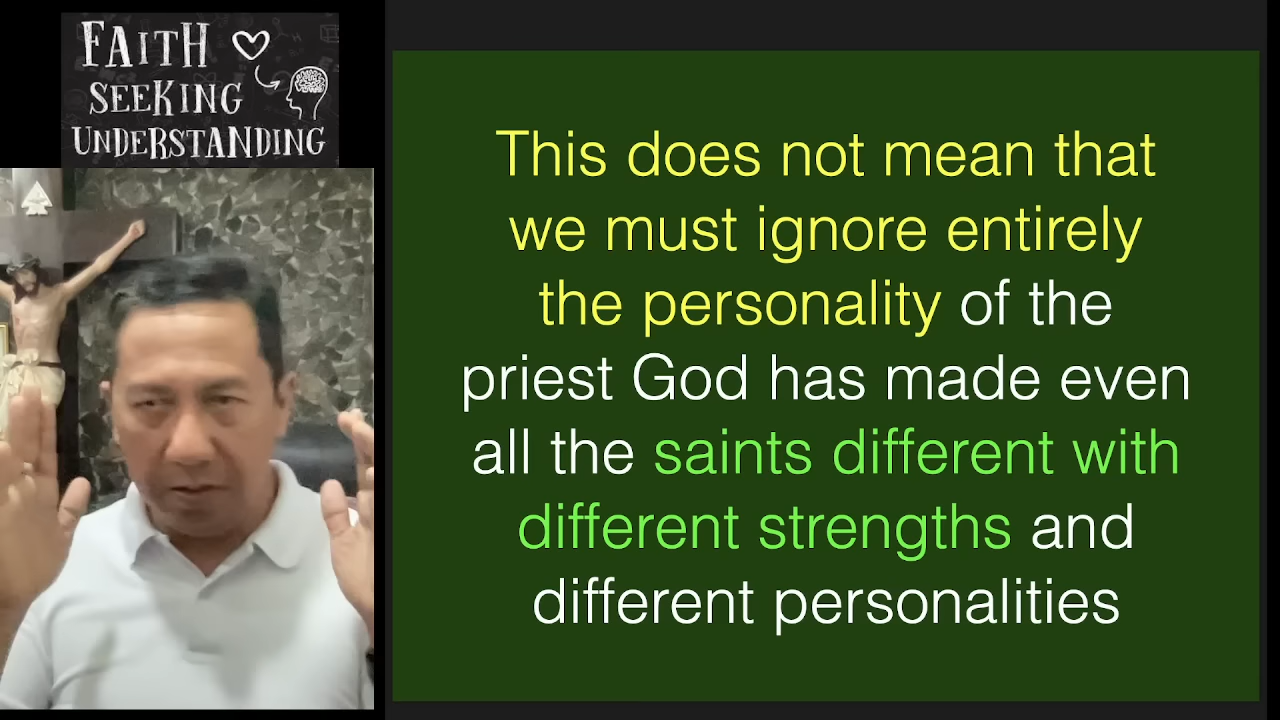 FAITH
SEEKING
UNDERSTANDING
This does not mean that
we must ignore entirely
the personality of the
priest God has made even
all the saints different with
different strengths and
different personalities